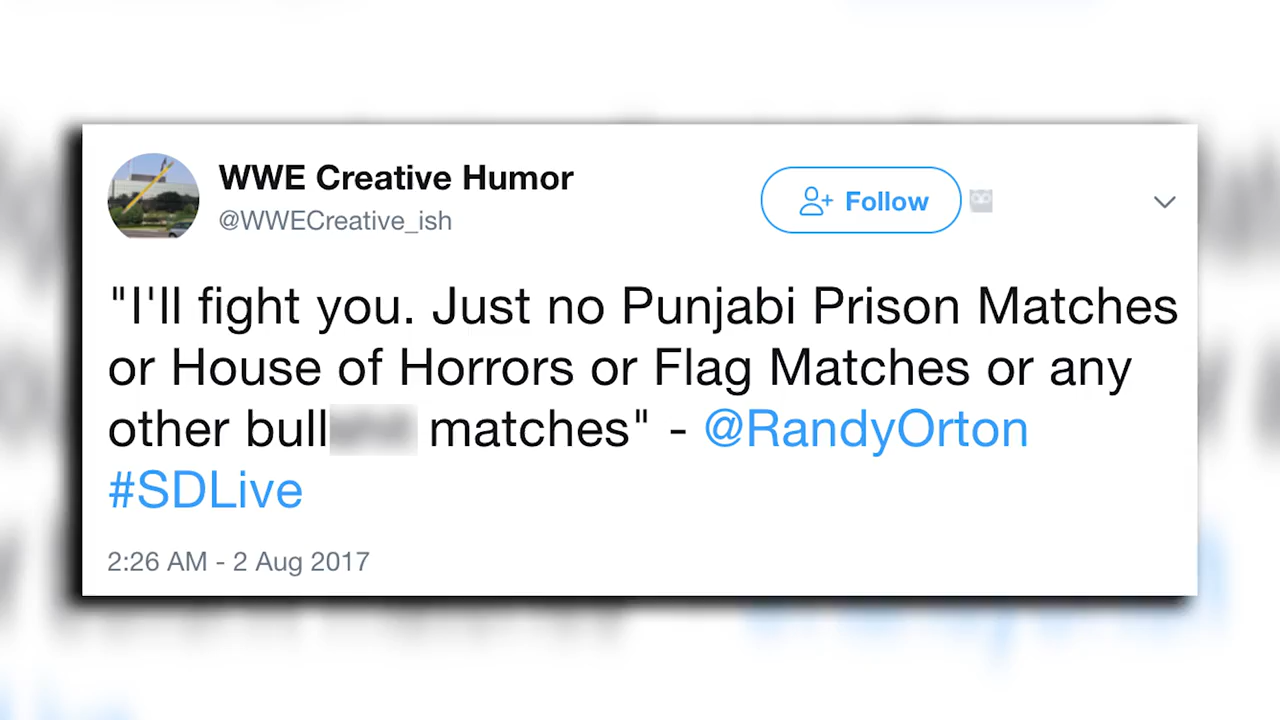 WWE Creative Humor
@WWECreative_ish
Follow
"I'll fight you. Just no Punjabi Prison Matches
or House of Horrors or Flag Matches or any
other bull matches" - @RandyOrton
#SDLive
2:26 AM - 2 Aug 2017